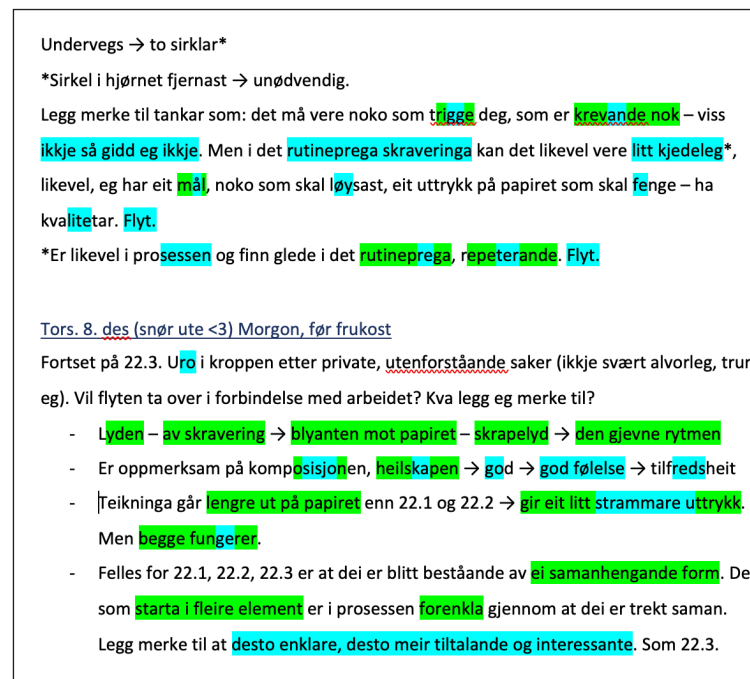 Undervegs → to sirklar*
*Sirkel i hjørnet fjernast → unødvendig.
Legg merke til tankar som: det må vere noko som trigge deg, som er krevande nok – viss
ikkje så gidd eg ikkje. Men i det rutineprega skraveringa kan det likevel vere litt kjedeleg*,
likevel, eg har eit mål, noko som skal løysast, eit uttrykk på papiret som skal fenge – ha
kvalitetar. Flyt.
*Er likevel i prosessen og finn glede i det rutineprega, repeterande. Flyt.
Tors. 8. des (snør ute <3) Morgon, før frukost
Fortset på 22.3. Uro i kroppen etter private, utenforståande saker (ikkje svært alvorleg, trur
eg). Vil flyten ta over i forbindelse med arbeidet? Kva legg eg merke til?
- Lyden – av skravering → blyanten mot papiret – skrapelyd → den gjevne rytmen
- Er oppmerksam på komposisjonen, heilskapen → god → god følelse → tilfredsheit
- Teikninga går lengre ut på papiret enn 22.1 og 22.2 → gir eit litt strammare uttrykk.
Men begge fungerer.
- Felles for 22.1, 22.2, 22.3 er at dei er blitt beståande av ei samanhengande form. De
som starta i fleire element er i prosessen forenkla gjennom at dei er trekt saman.
Legg merke til at desto enklare, desto meir tiltalande og interessante. Som 22.3.